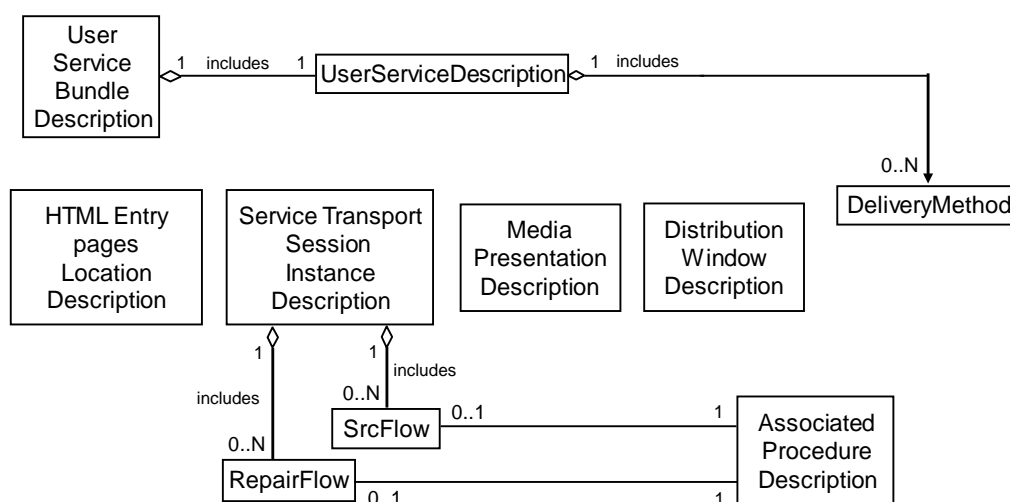 User
Service
Bundle
Description
1
includes
1
UserServiceDescription
1
includes
0..N
DeliveryMethod
HTML Entry
pages
Location
Description
Service Transport
Session
Instance
Description
Media
Presentation
Description
Distribution
Window
Description
1
includes
0..N
1
includes
0..N
SrcFlow
0..1
1
RepairFlow
0..1
1
Associated
Procedure
Description